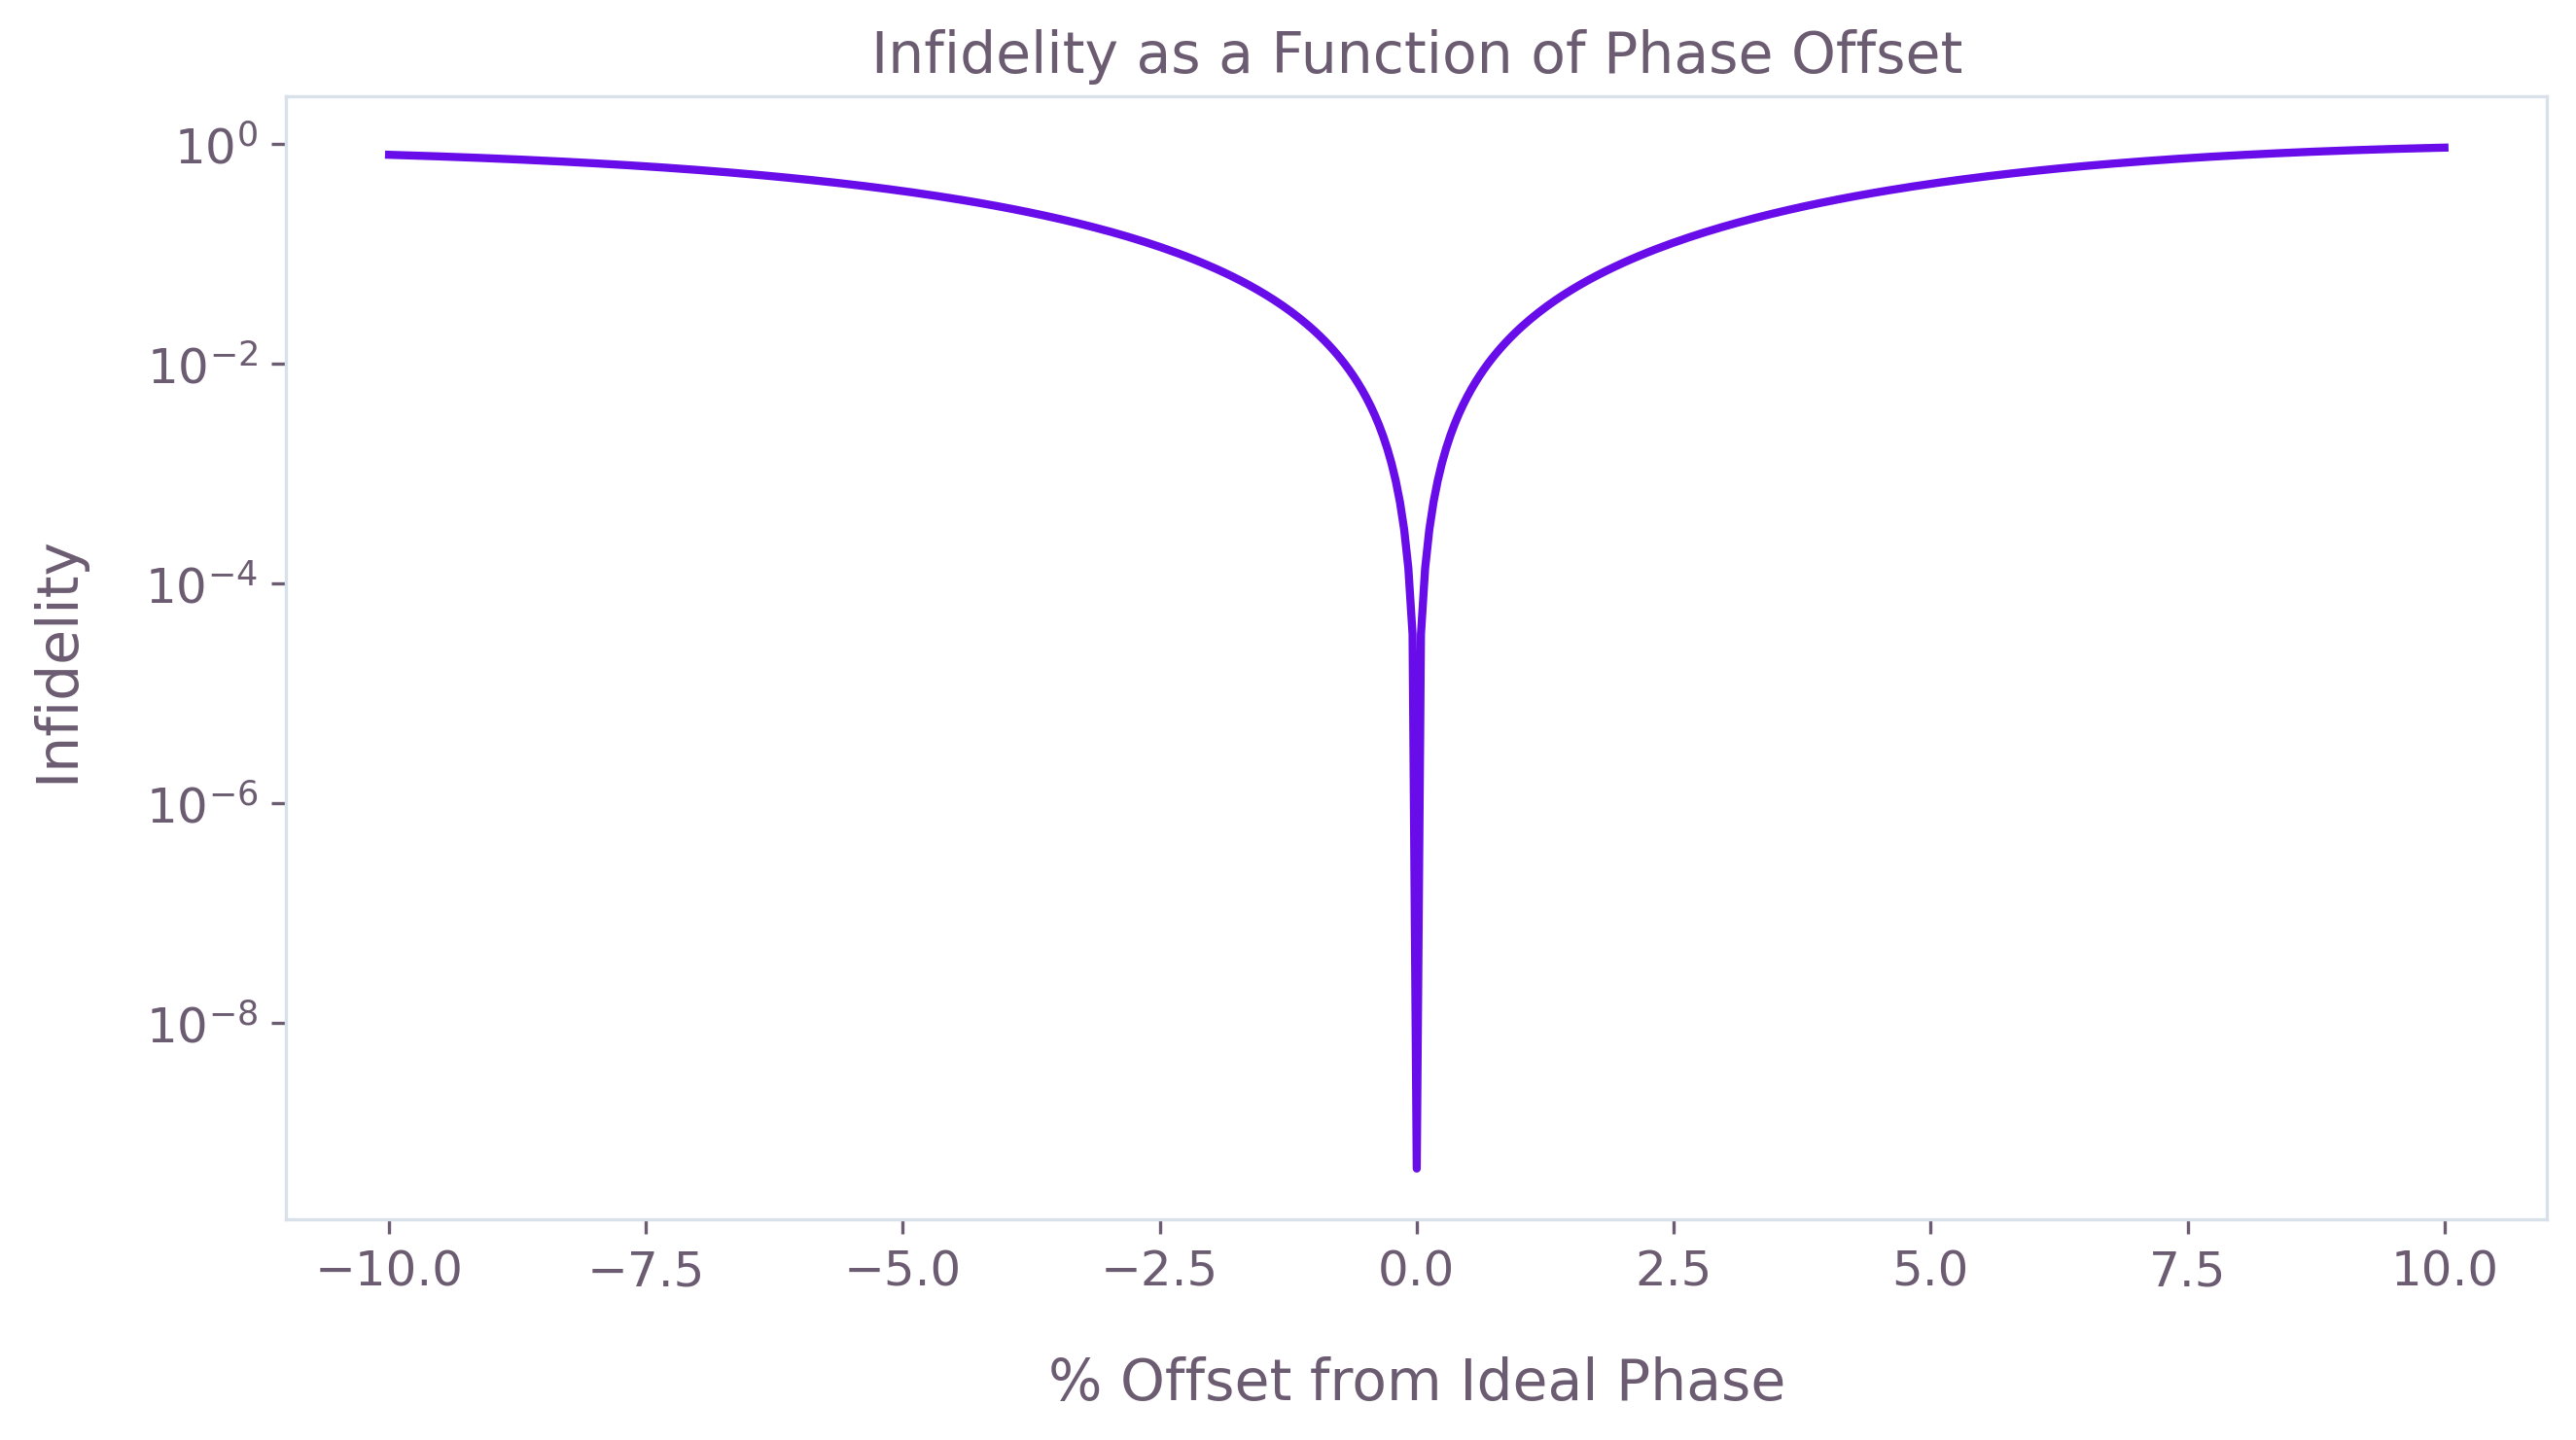 Infidelity as a Function of Phase Offset
Infidelity
10⁰
10⁻²
10⁻⁴
10⁻⁶
10⁻⁸
−10.0 −7.5 −5.0 −2.5 0.0 2.5 5.0 7.5 10.0
% Offset from Ideal Phase